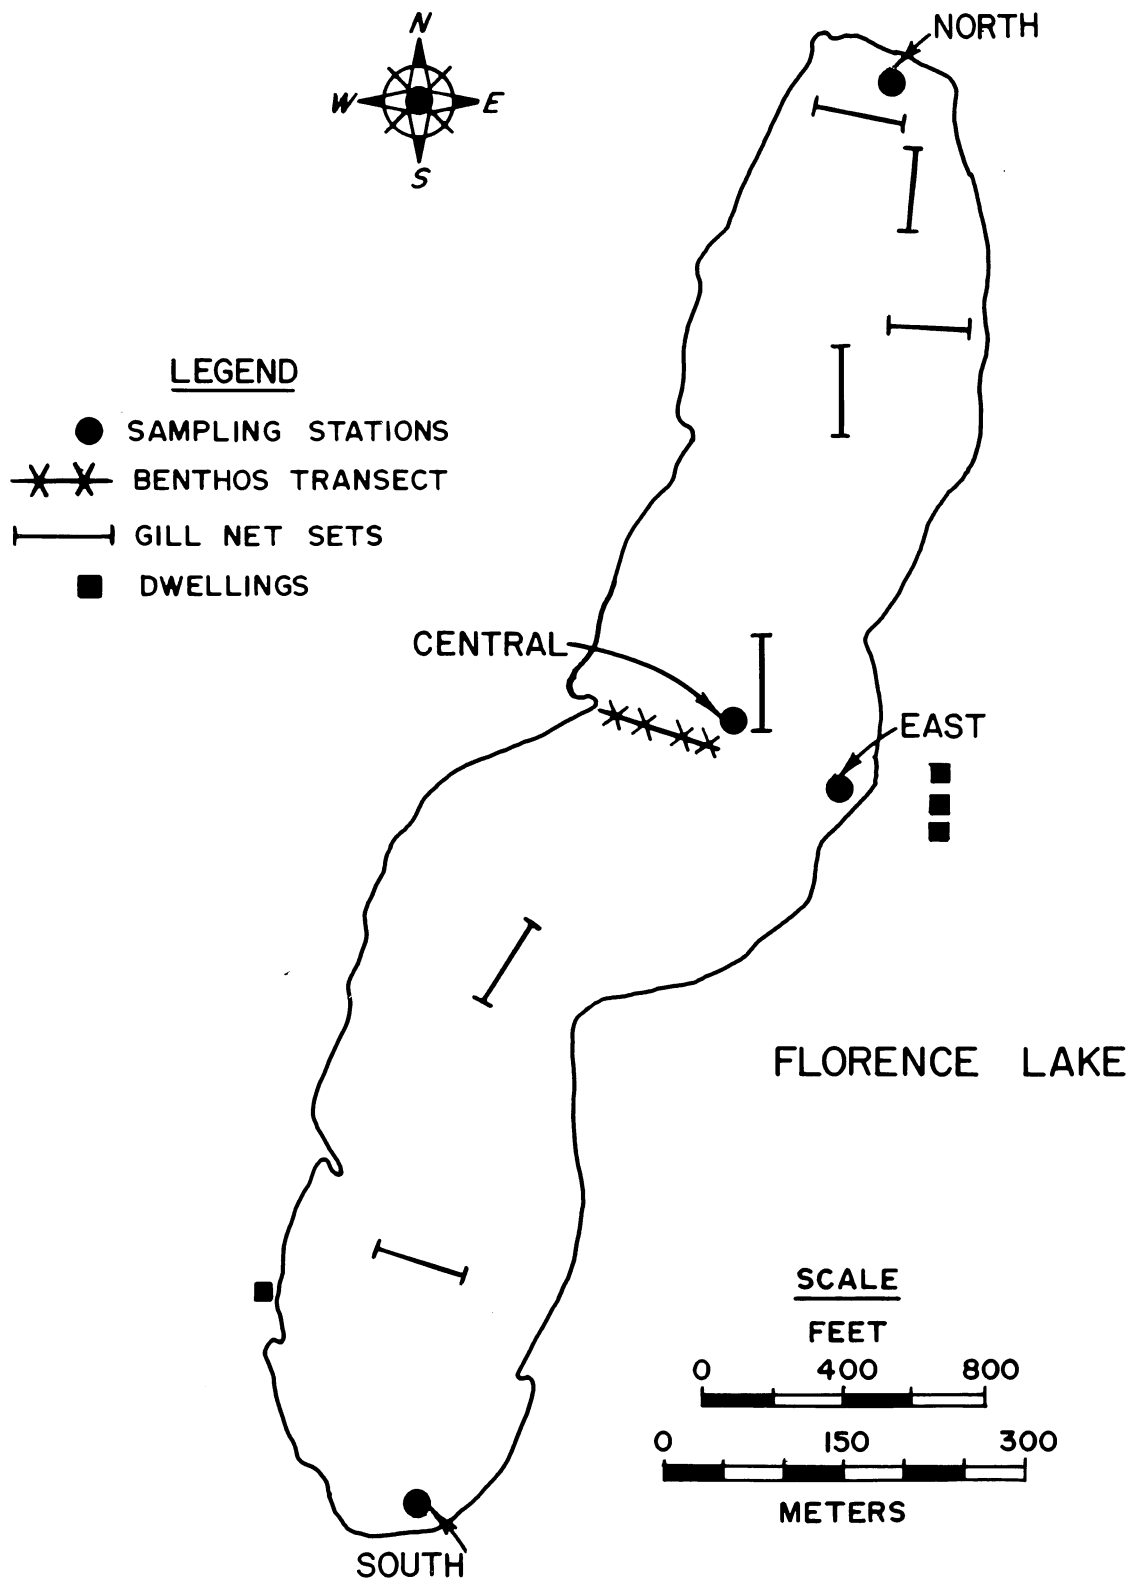 N
NORTH
W E
S
LEGEND
SAMPLING STATIONS
BENTHOS TRANSECT
GILL NET SETS
DWELLINGS
CENTRAL
EAST
FLORENCE LAKE
SCALE
FEET
0 400 800
0 150 300
METERS
SOUTH